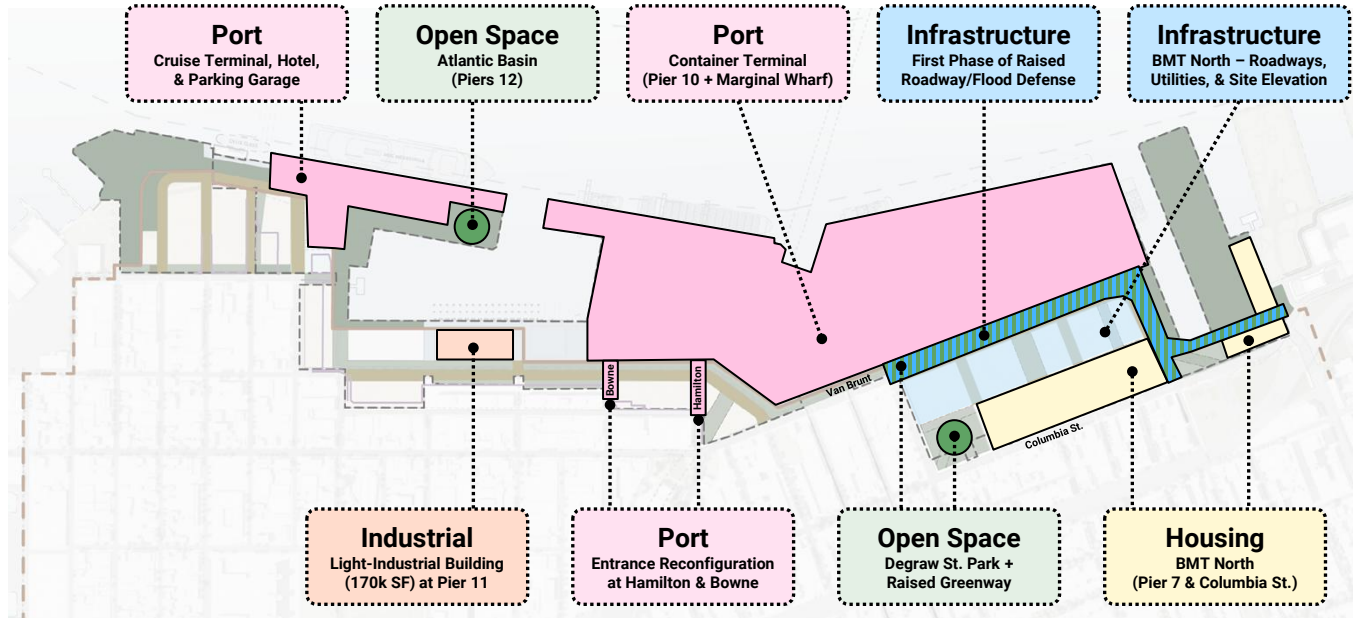 Port
Cruise Terminal, Hotel,
& Parking Garage
Open Space
Atlantic Basin
(Piers 12)
Port
Container Terminal
(Pier 10 + Marginal Wharf)
Infrastructure
First Phase of Raised
Roadway/Flood Defense
Infrastructure
BMT North – Roadways,
Utilities, & Site Elevation
Bowne
Hamilton
Van Brunt
Columbia St.
Industrial
Light-Industrial Building
(170k SF) at Pier 11
Port
Entrance Reconfiguration
at Hamilton & Bowne
Open Space
Degraw St. Park +
Raised Greenway
Housing
BMT North
(Pier 7 & Columbia St.)